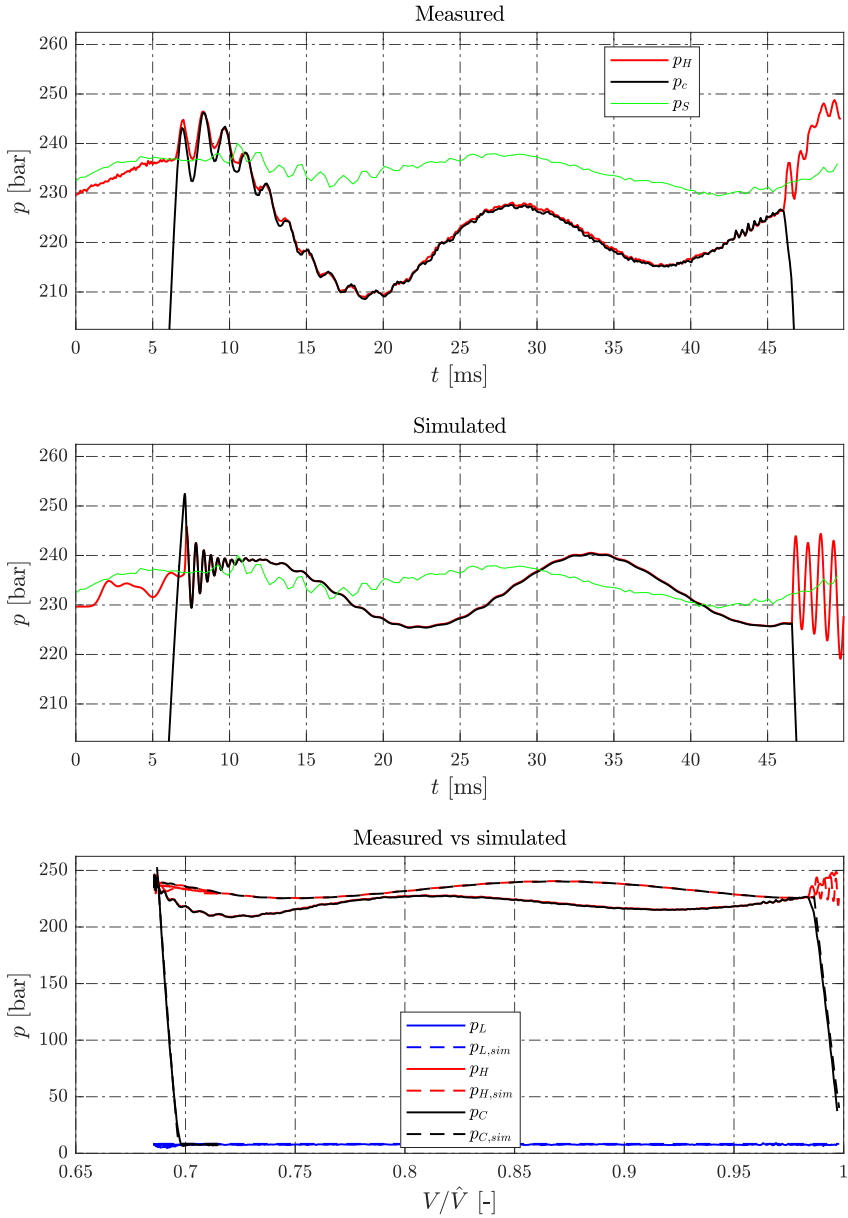 Measured
260
250
240
230
220
210
p [bar]
p_H
p_c
p_S
0 5 10 15 20 25 30 35 40 45
t [ms]
Simulated
260
250
240
230
220
210
p [bar]
0 5 10 15 20 25 30 35 40 45
t [ms]
Measured vs simulated
250
200
150
100
50
0
p [bar]
p_L
p_{L,sim}
p_H
p_{H,sim}
p_C
p_{C,sim}
0.65 0.7 0.75 0.8 0.85 0.9 0.95 1
V/V̂ [-]